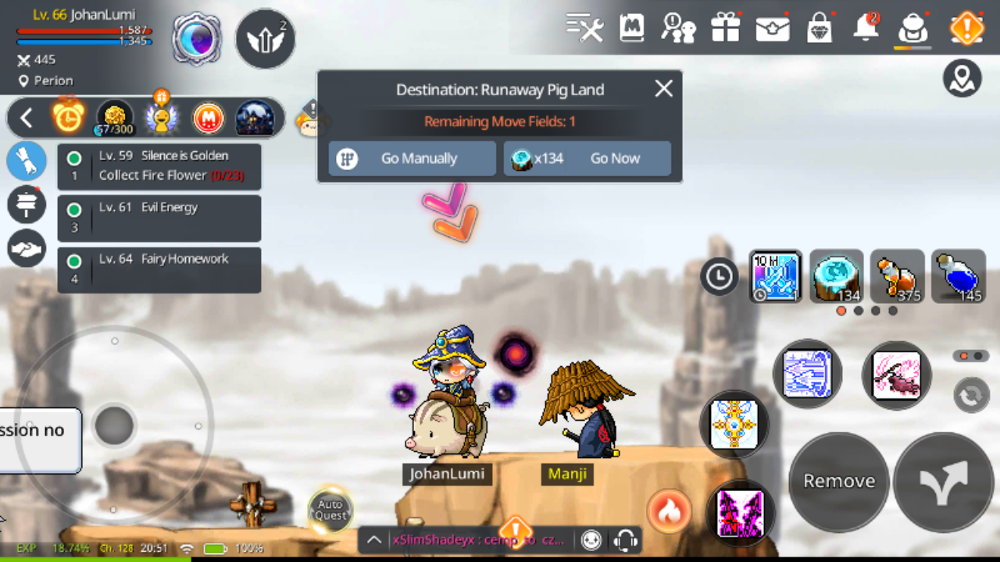 Lv. 66 JohanLumi
1,587
1,345
445
Perion
2
2
57/300
Destination: Runaway Pig Land
Remaining Move Fields: 1
Go Manually
x134 Go Now
Lv. 59 Silence is Golden
1 Collect Fire Flower (0/23)
Lv. 61 Evil Energy
3
Lv. 64 Fairy Homework
4
10 Id
1
134
375
145
ssion no
JohanLumi
Manji
Remove
Auto
Quest
xSlimShadeyx : cemp to cz...
EXP 18.74% Ch. 128 20:51 100%